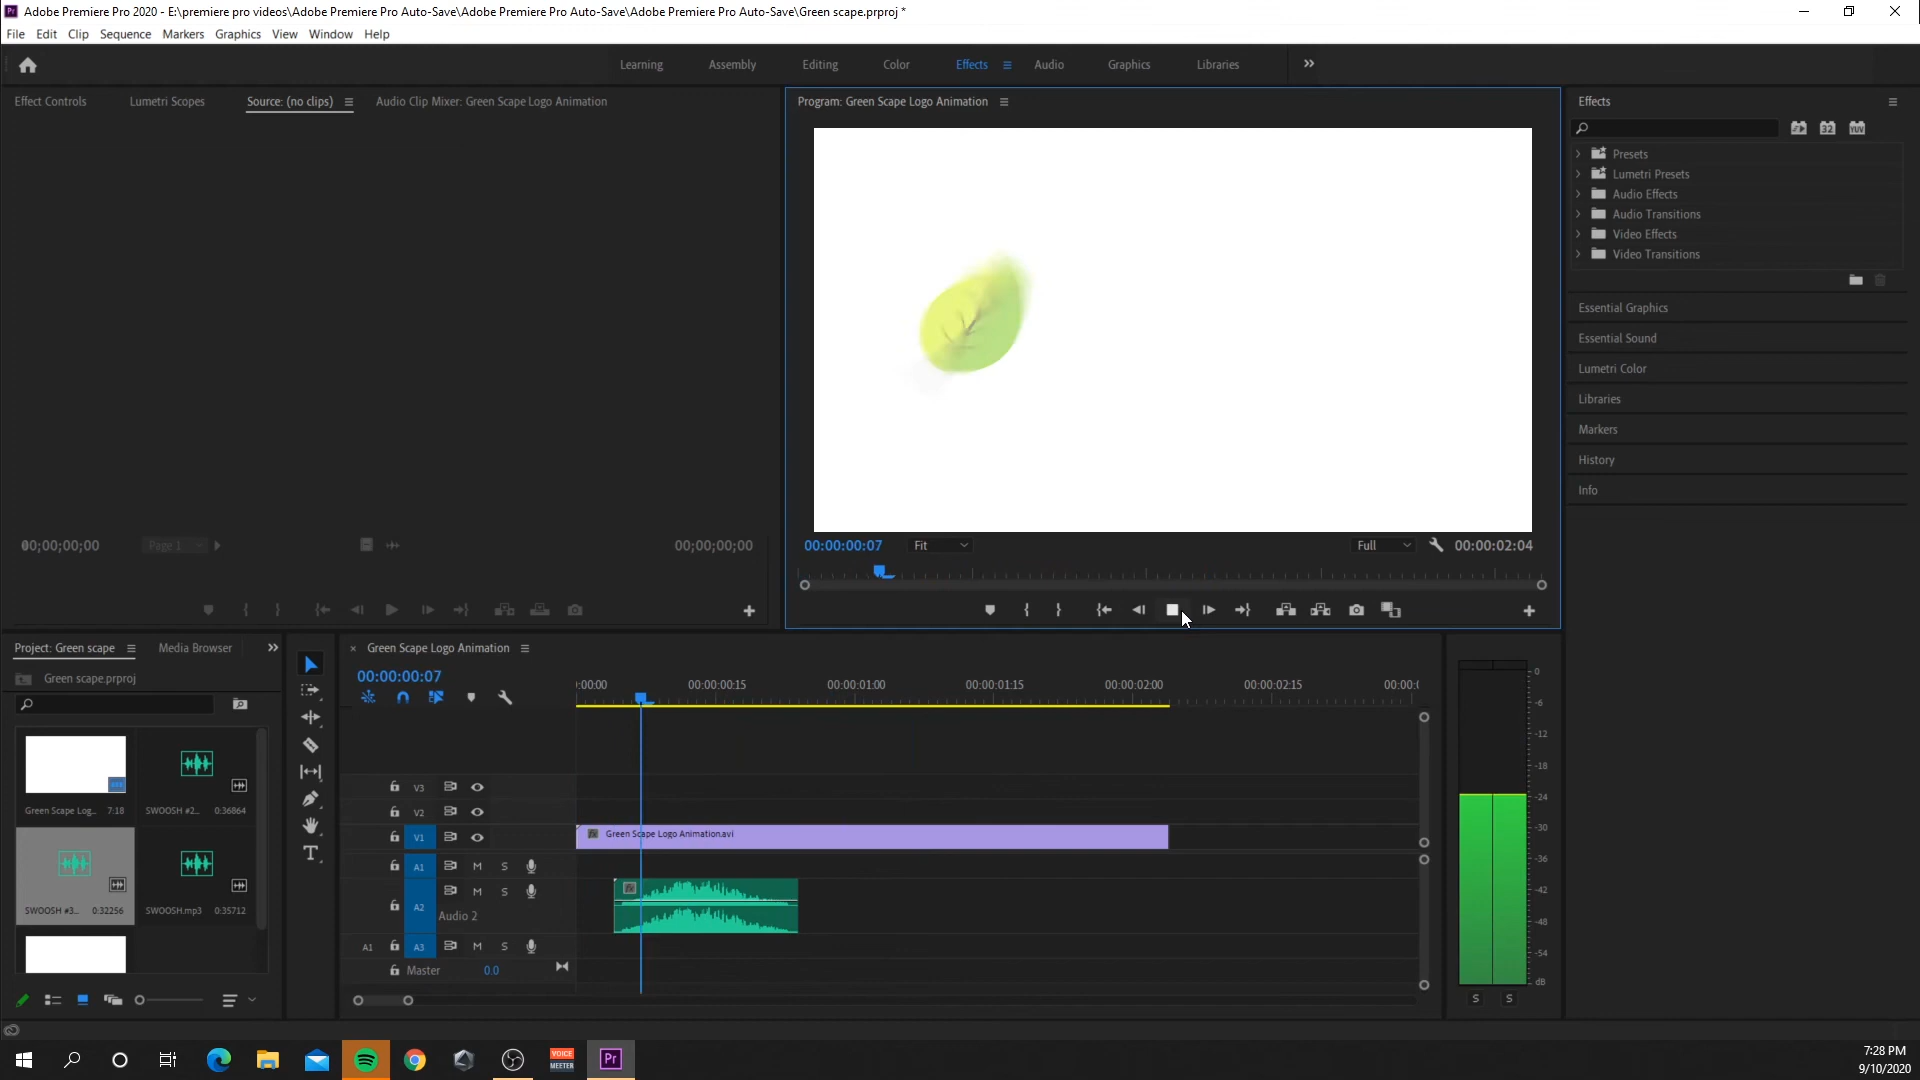 Adobe Premiere Pro 2020 - E:\premiere pro videos\Adobe Premiere Pro Auto-Save\Adobe Premiere Pro Auto-Save\Adobe Premiere Pro Auto-Save\Green scape.prproj *
File Edit Clip Sequence Markers Graphics View Window Help
Learning Assembly Editing Color Effects Audio Graphics Libraries
Effect Controls Lumetri Scopes Source: (no clips) Audio Clip Mixer: Green Scape Logo Animation
Program: Green Scape Logo Animation
Effects
32 YUV
Presets
Lumetri Presets
Audio Effects
Audio Transitions
Video Effects
Video Transitions
Essential Graphics
Essential Sound
Lumetri Color
Libraries
Markers
History
Info
00;00;00;00 Page 1 00;00;00;00
00:00:00:07 Fit Full 00:00:02:04
Project: Green scape Media Browser
Green scape.prproj
Green Scape Log... 7:18 SWOOSH #2... 0:36864
SWOOSH #3... 0:32256 SWOOSH.mp3 0:35712
Green Scape Logo Animation
00:00:00:07
:00:00 00:00:00:15 00:00:01:00 00:00:01:15 00:00:02:00 00:00:02:15 00:00:
V3
V2
V1 Green Scape Logo Animation.avi
A1 M S
A2 M S
Audio 2
A1 A3 M S
Master 0.0
0
-6
-12
-18
-24
-30
-36
-42
-48
-54
dB
S S
VOICE
MEETER
Pr
7:28 PM
9/10/2020